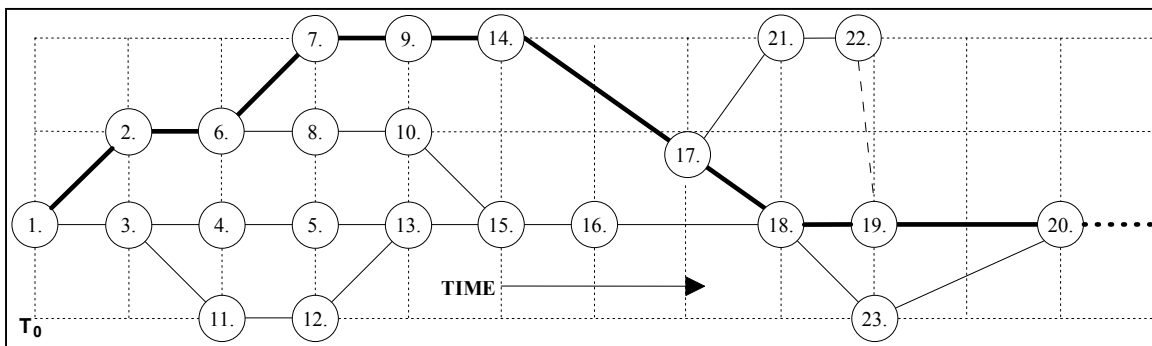 7. 9. 14. 21. 22.
2. 6. 8. 10.
17.
1. 3. 4. 5. 13. 15. 16. 18. 19. 20.
TIME
11. 12. 23.
T0